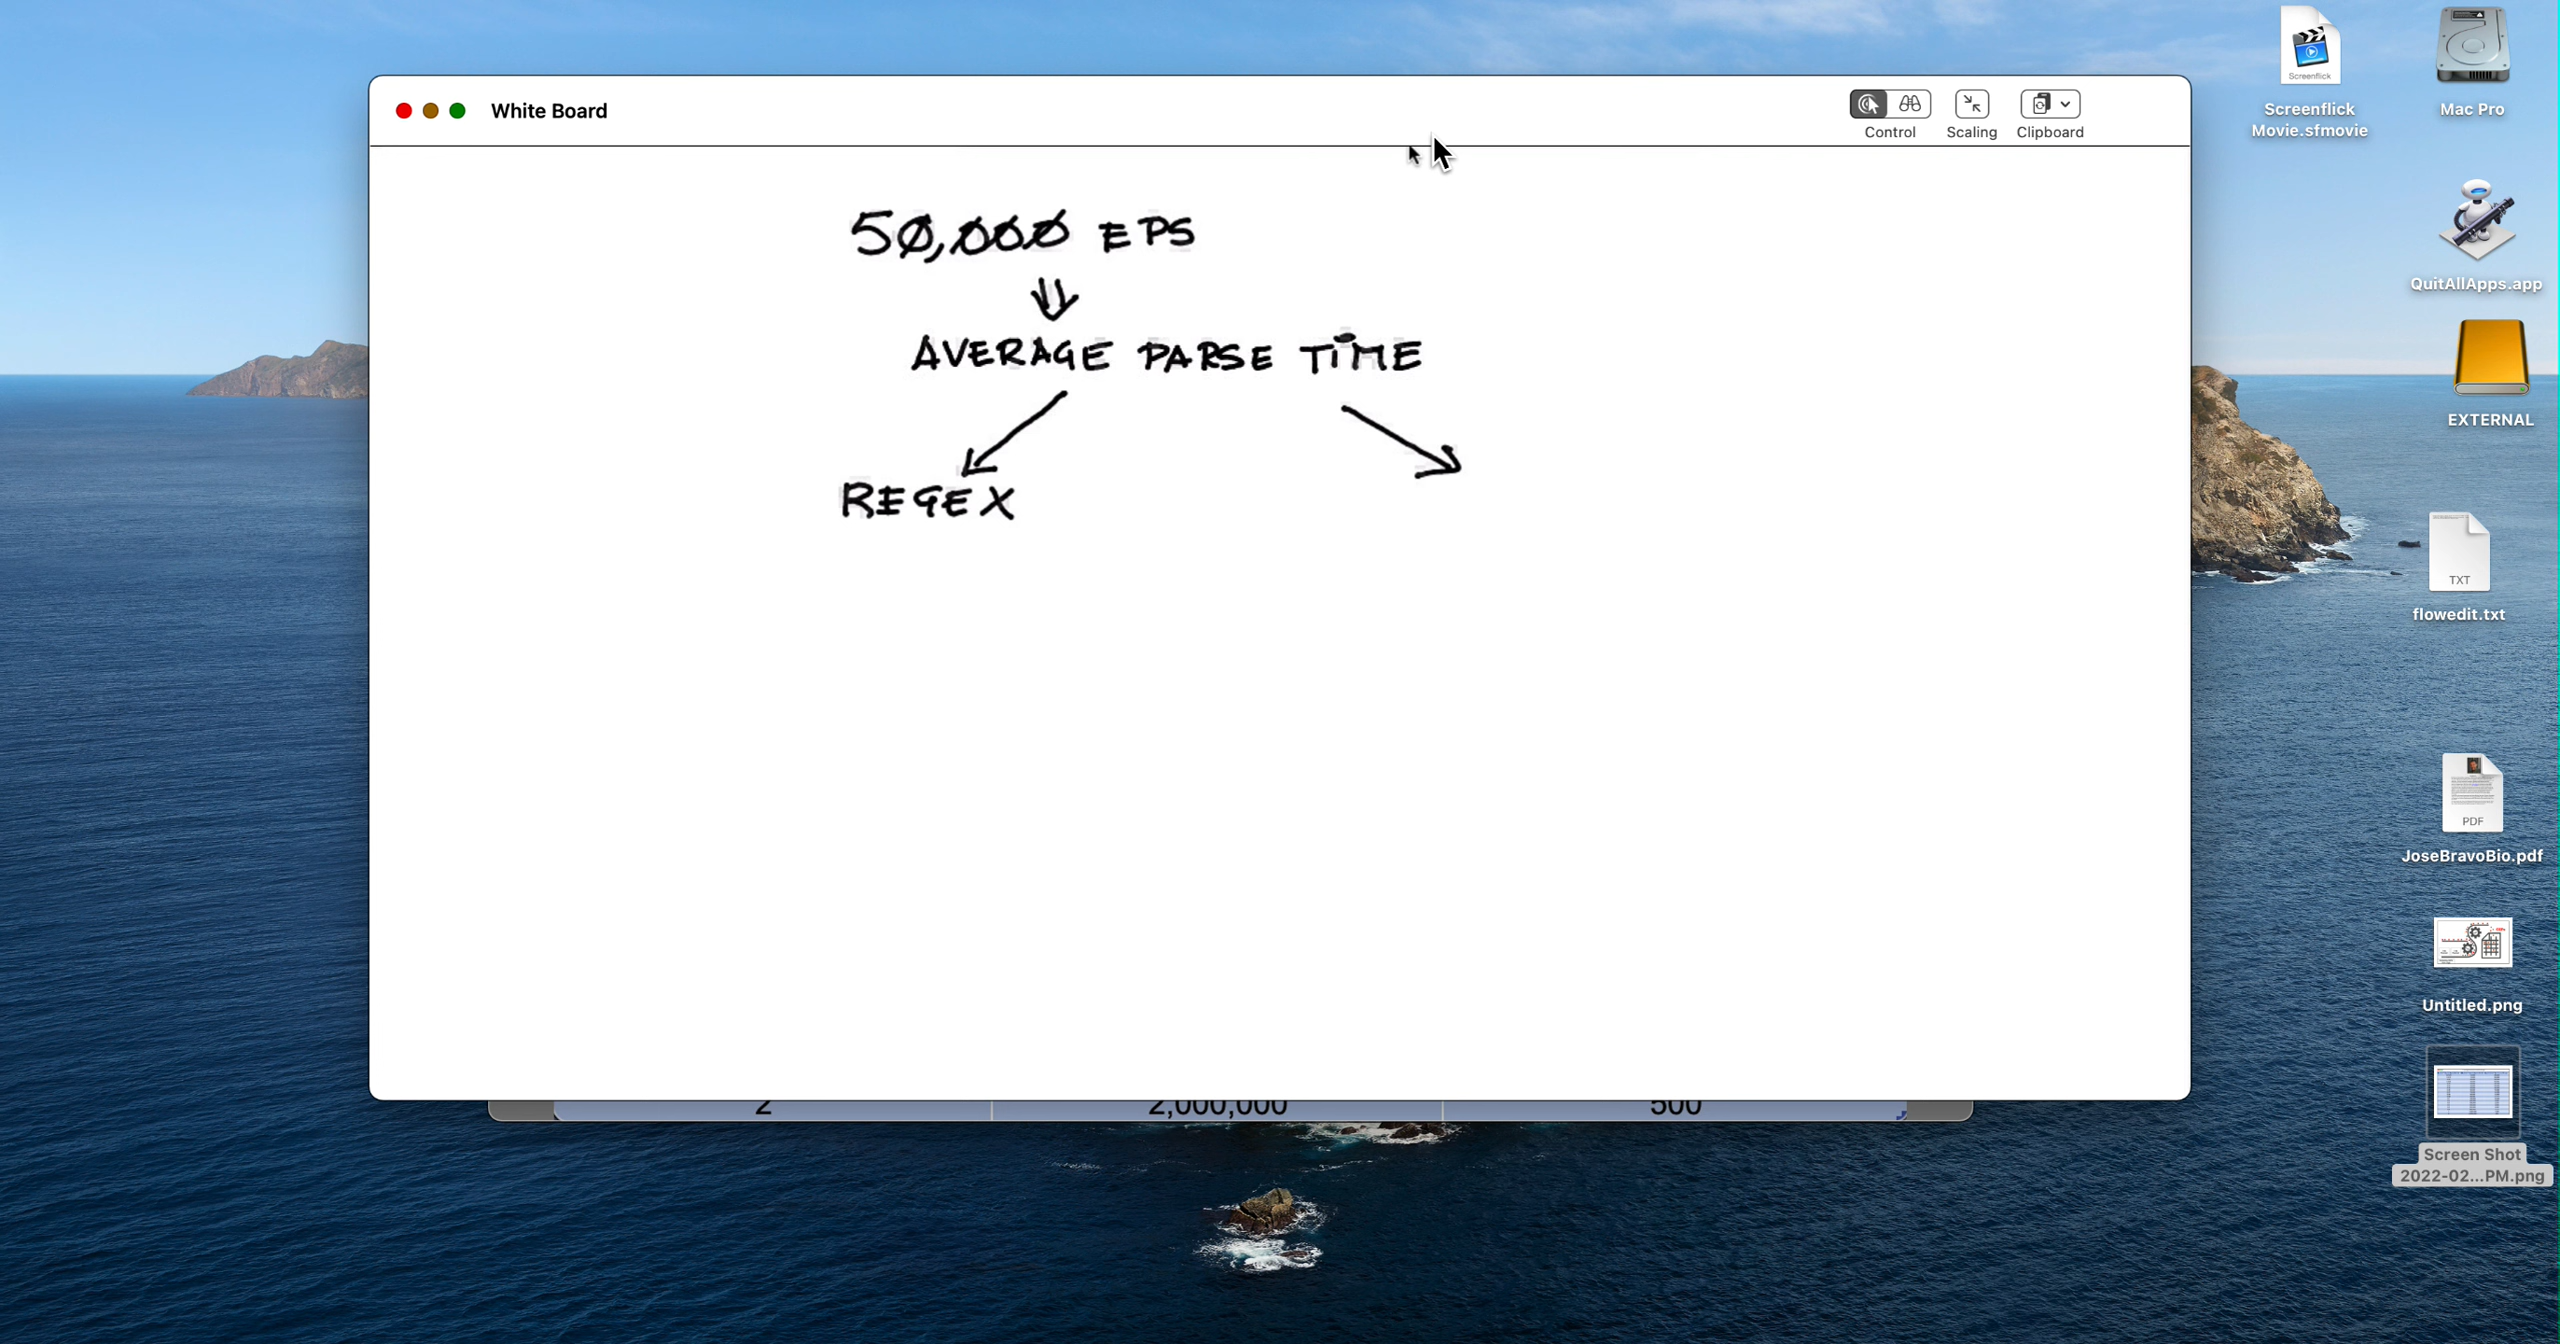 White Board
Control
Scaling
Clipboard
50,000 EPS
AVERAGE PARSE TIME
REGEX
2
2,000,000
500
Screenflick
Screenflick
Movie.sfmovie
Mac Pro
QuitAllApps.app
EXTERNAL
TXT
flowedit.txt
PDF
JoseBravoBio.pdf
Untitled.png
Screen Shot
2022-02...PM.png